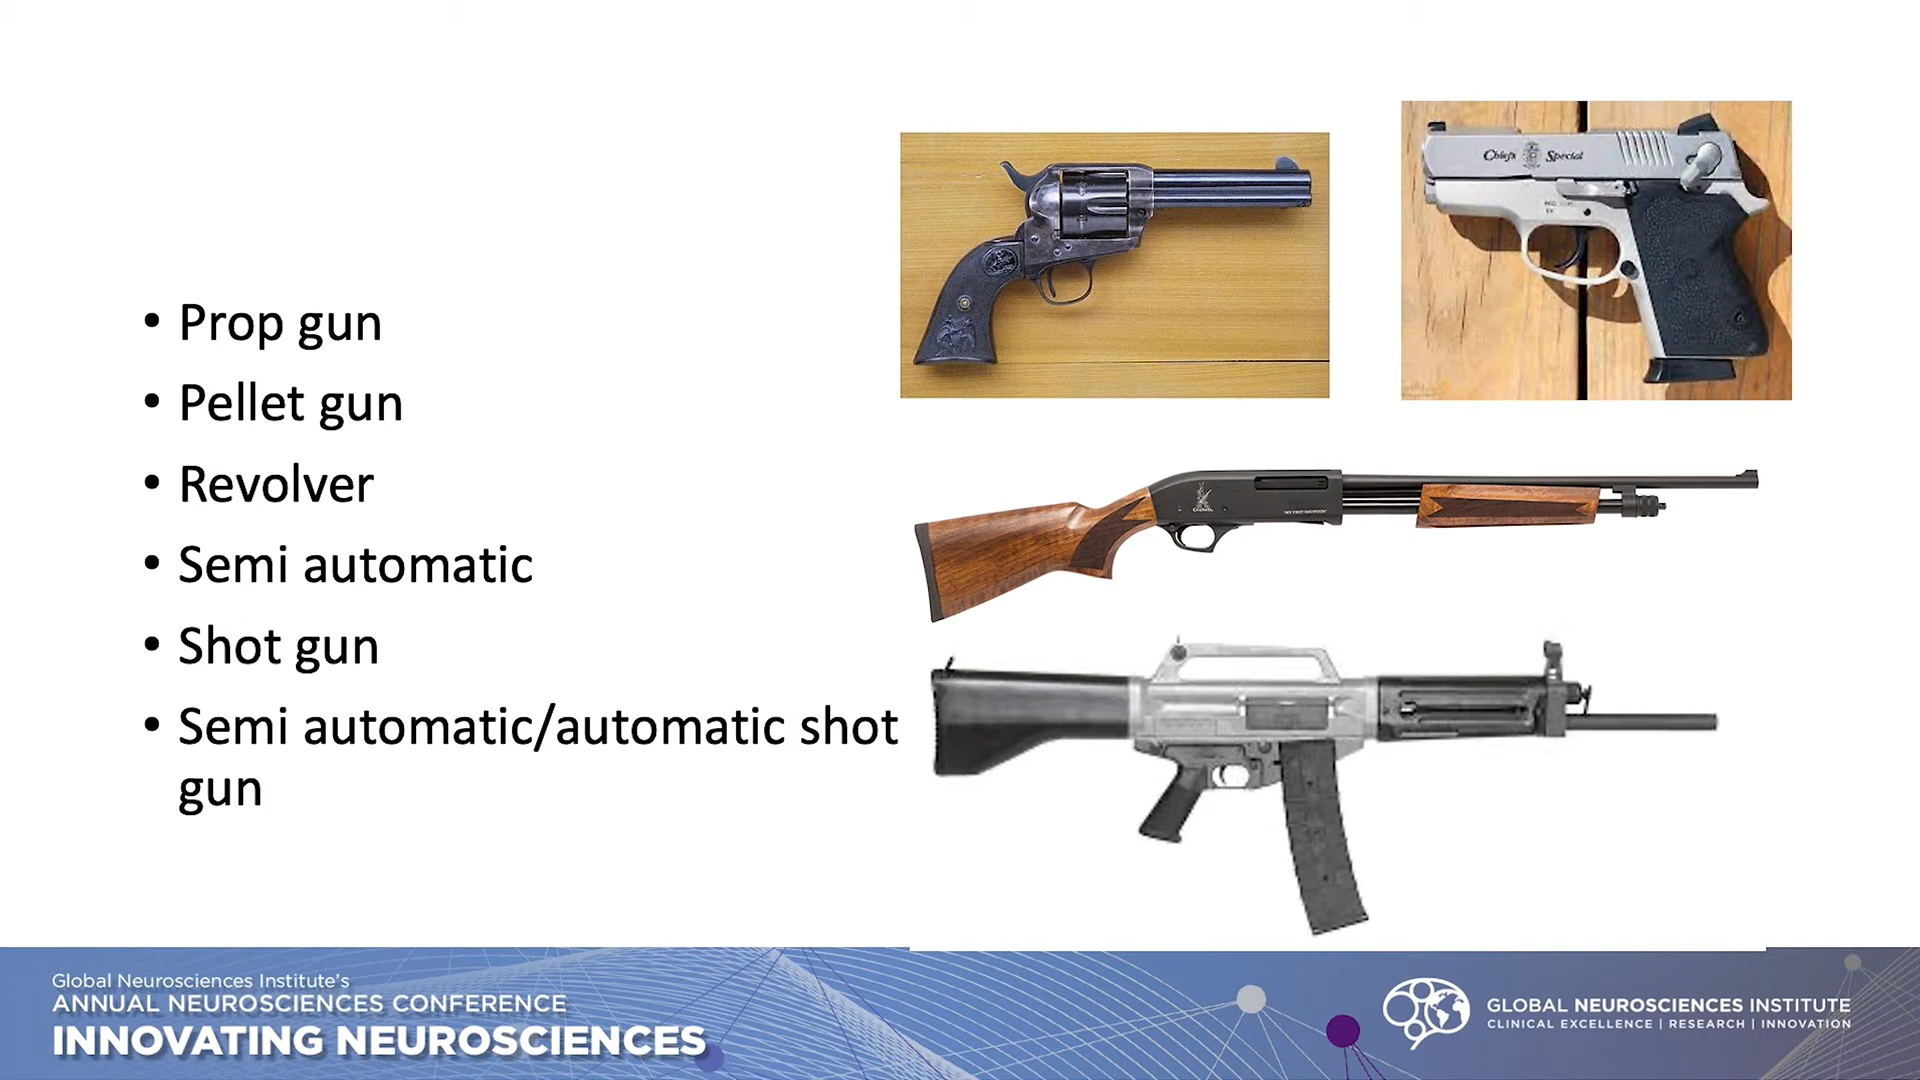 • Prop gun
• Pellet gun
• Revolver
• Semi automatic
• Shot gun
• Semi automatic/automatic shot
gun
Chiefs Special
Global Neurosciences Institute's
ANNUAL NEUROSCIENCES CONFERENCE
INNOVATING NEUROSCIENCES
GLOBAL NEUROSCIENCES INSTITUTE
CLINICAL EXCELLENCE | RESEARCH | INNOVATION